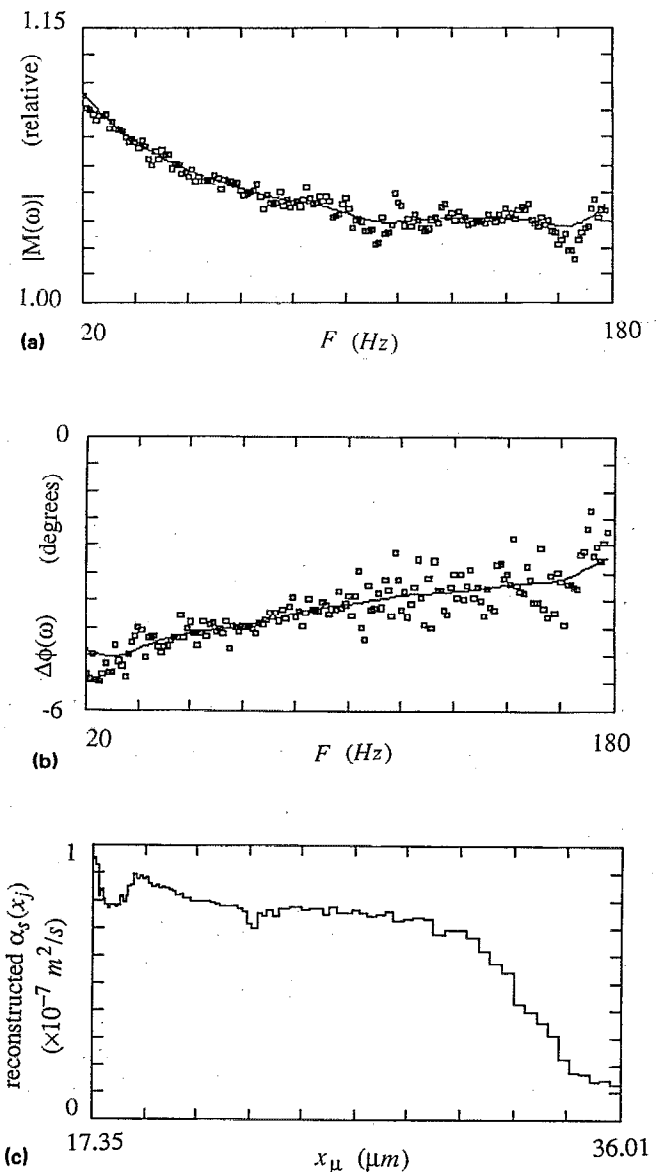 1.15
|M(ω)| (relative)
1.00
20
180
(a)
F (Hz)
0
Δϕ(ω) (degrees)
-6
20
180
(b)
F (Hz)
1
reconstructed αs(xj)
(×10−7 m2/s)
0
17.35
36.01
(c)
xμ (μm)